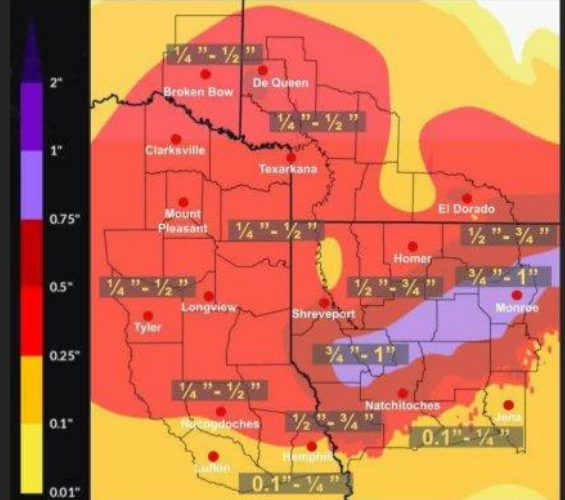 2"
1"
0.75"
0.5"
0.25"
0.1"
0.01"
¼"- ½"
Broken Bow
De Queen
¼"- ½"
Clarksville
Texarkana
Mount
Pleasant
El Dorado
¼"- ½"
½"- ¾"
Homer
¾"- 1"
¼"- ½"
½"- ¾"
Longview
Shreveport
Monroe
Tyler
¾"- 1"
¼"- ½"
Natchitoches
Jena
Nacogdoches
½"- ¾"
0.1"- ¼"
Hemphill
Lufkin
0.1"- ¼"